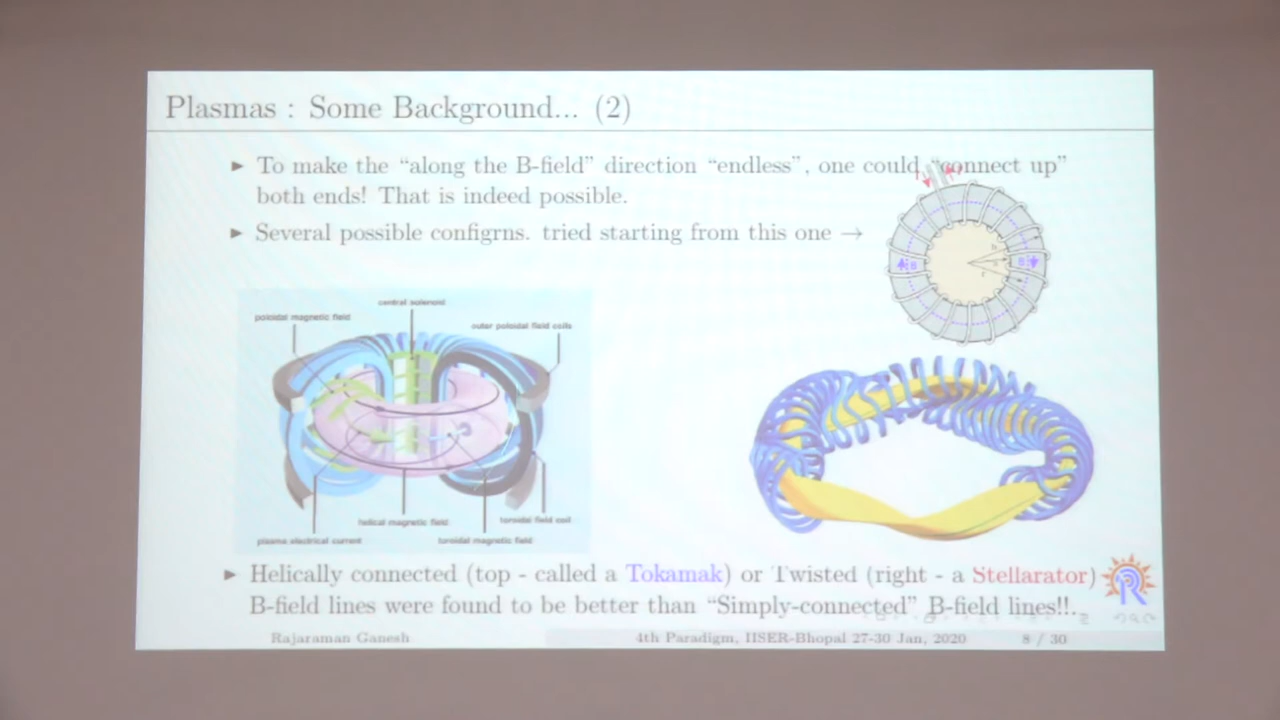 Plasmas : Some Background... (2)
► To make the “along the B-field” direction “endless”, one could “connect up”
both ends! That is indeed possible.
► Several possible configrns. tried starting from this one →
central solenoid
poloidal magnetic field
outer poloidal field coils
helical magnetic field
toroidal field coil
plasma electrical current
toroidal magnetic field
► Helically connected (top - called a Tokamak) or Twisted (right - a Stellarator)
B-field lines were found to be better than “Simply-connected” B-field lines!!.
Rajaraman Ganesh 4th Paradigm, IISER-Bhopal 27-30 Jan, 2020 8 / 30